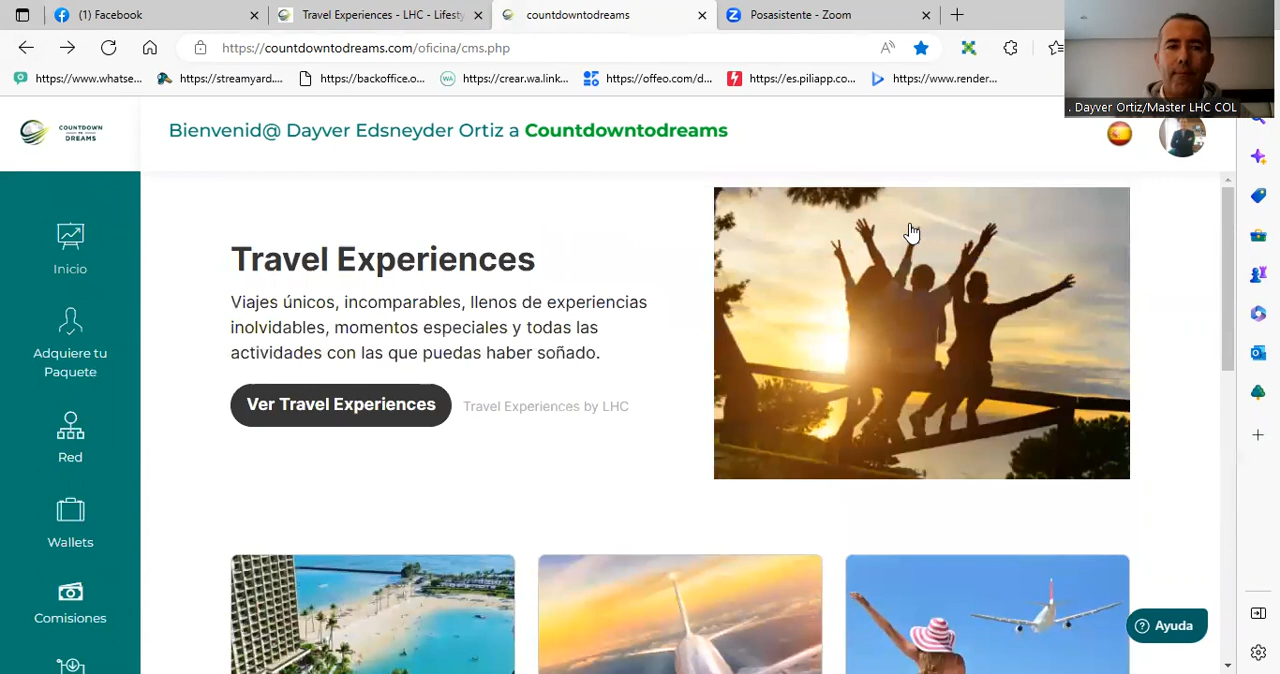 (1) Facebook
Travel Experiences - LHC - Lifesty
countdowntodreams
Posasistente - Zoom
https://countdowntodreams.com/oficina/cms.php
https://www.whatse...
https://streamyard....
https://backoffice.o...
https://crear.wa.link...
https://offeo.com/d...
https://es.piliapp.co...
https://www.render...
. Dayver Ortiz/Master LHC COL
COUNTDOWN
TO
DREAMS
Bienvenid@ Dayver Edsneyder Ortiz a Countdowntodreams
Inicio
Adquiere tu
Paquete
Red
Wallets
Comisiones
Travel Experiences
Viajes únicos, incomparables, llenos de experiencias
inolvidables, momentos especiales y todas las
actividades con las que puedas haber soñado.
Ver Travel Experiences
Travel Experiences by LHC
Ayuda